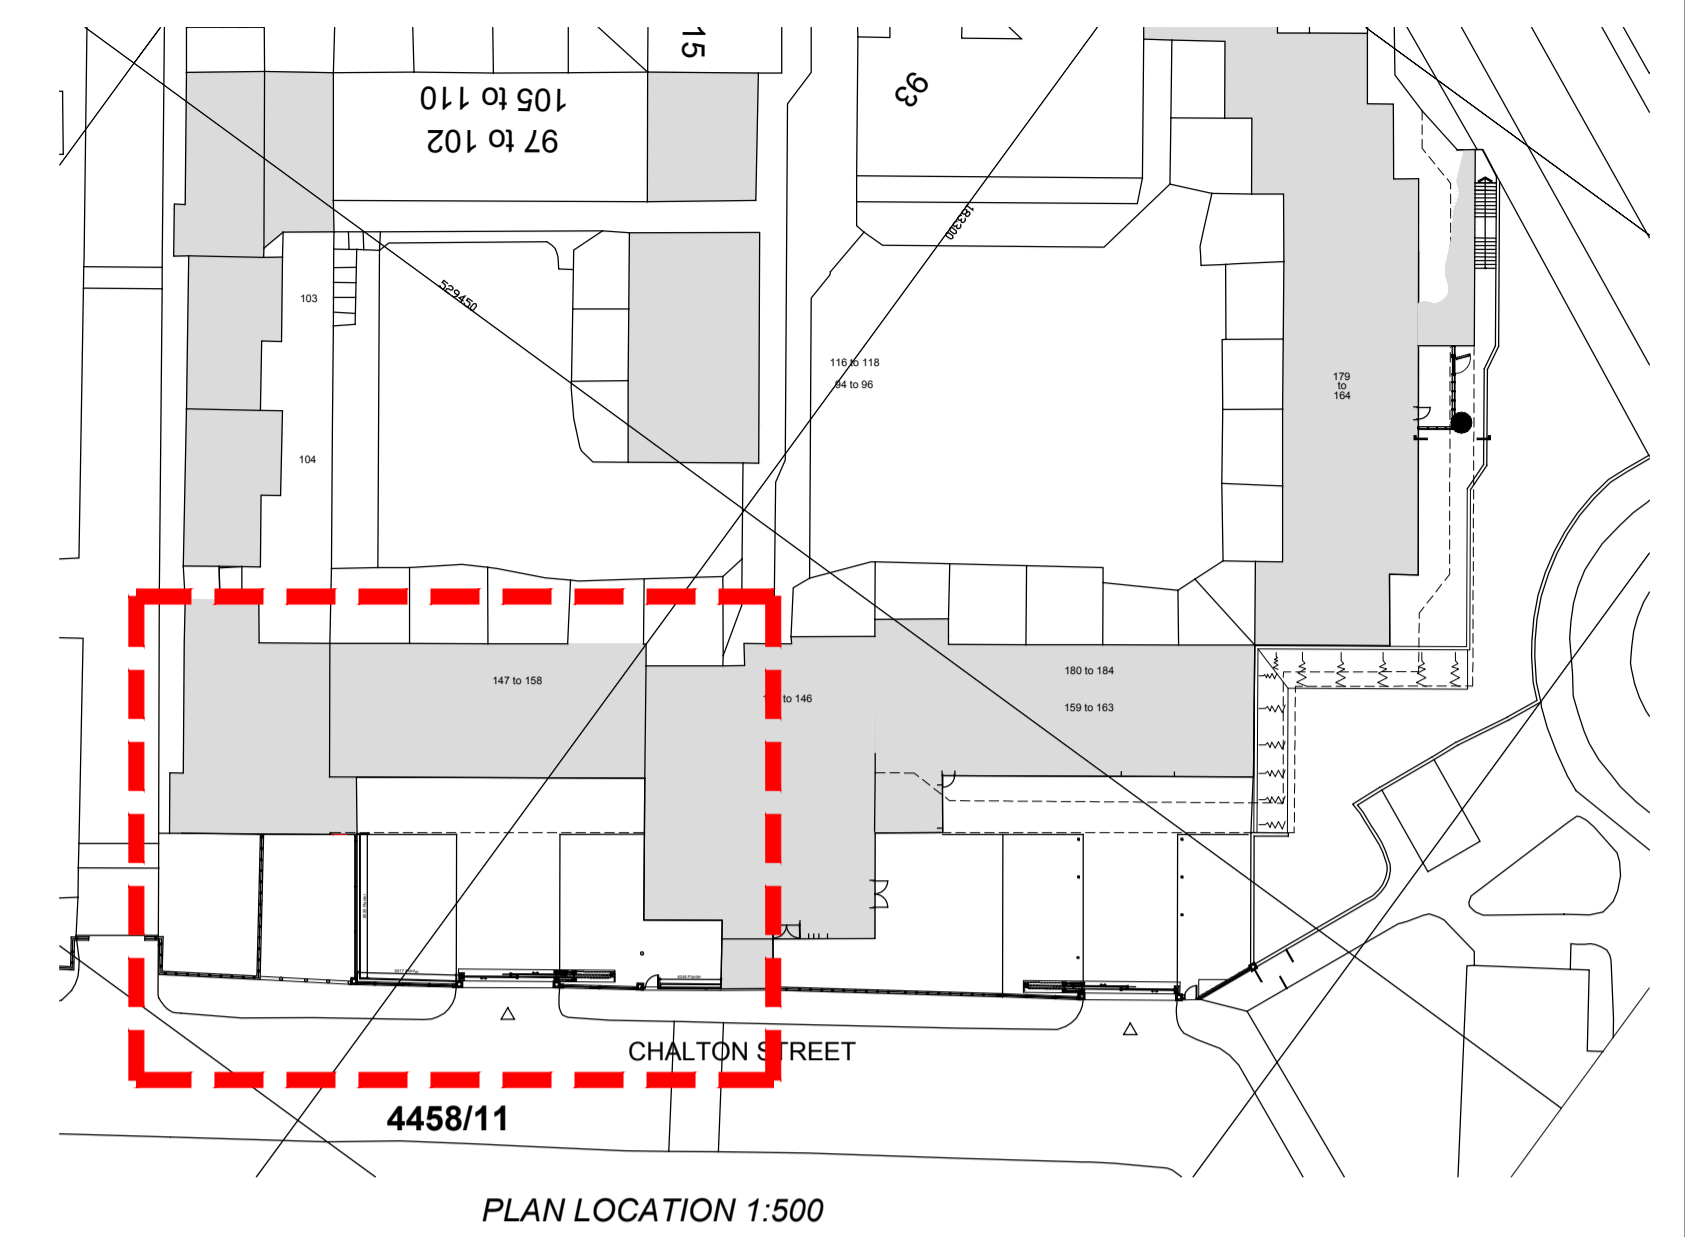 15
105 to 110
97 to 102
93
183300
529450
103
116 to 118
94 to 96
179
to
164
104
147 to 158
to 146
180 to 184
159 to 163
CHALTON STREET
4458/11
PLAN LOCATION 1:500